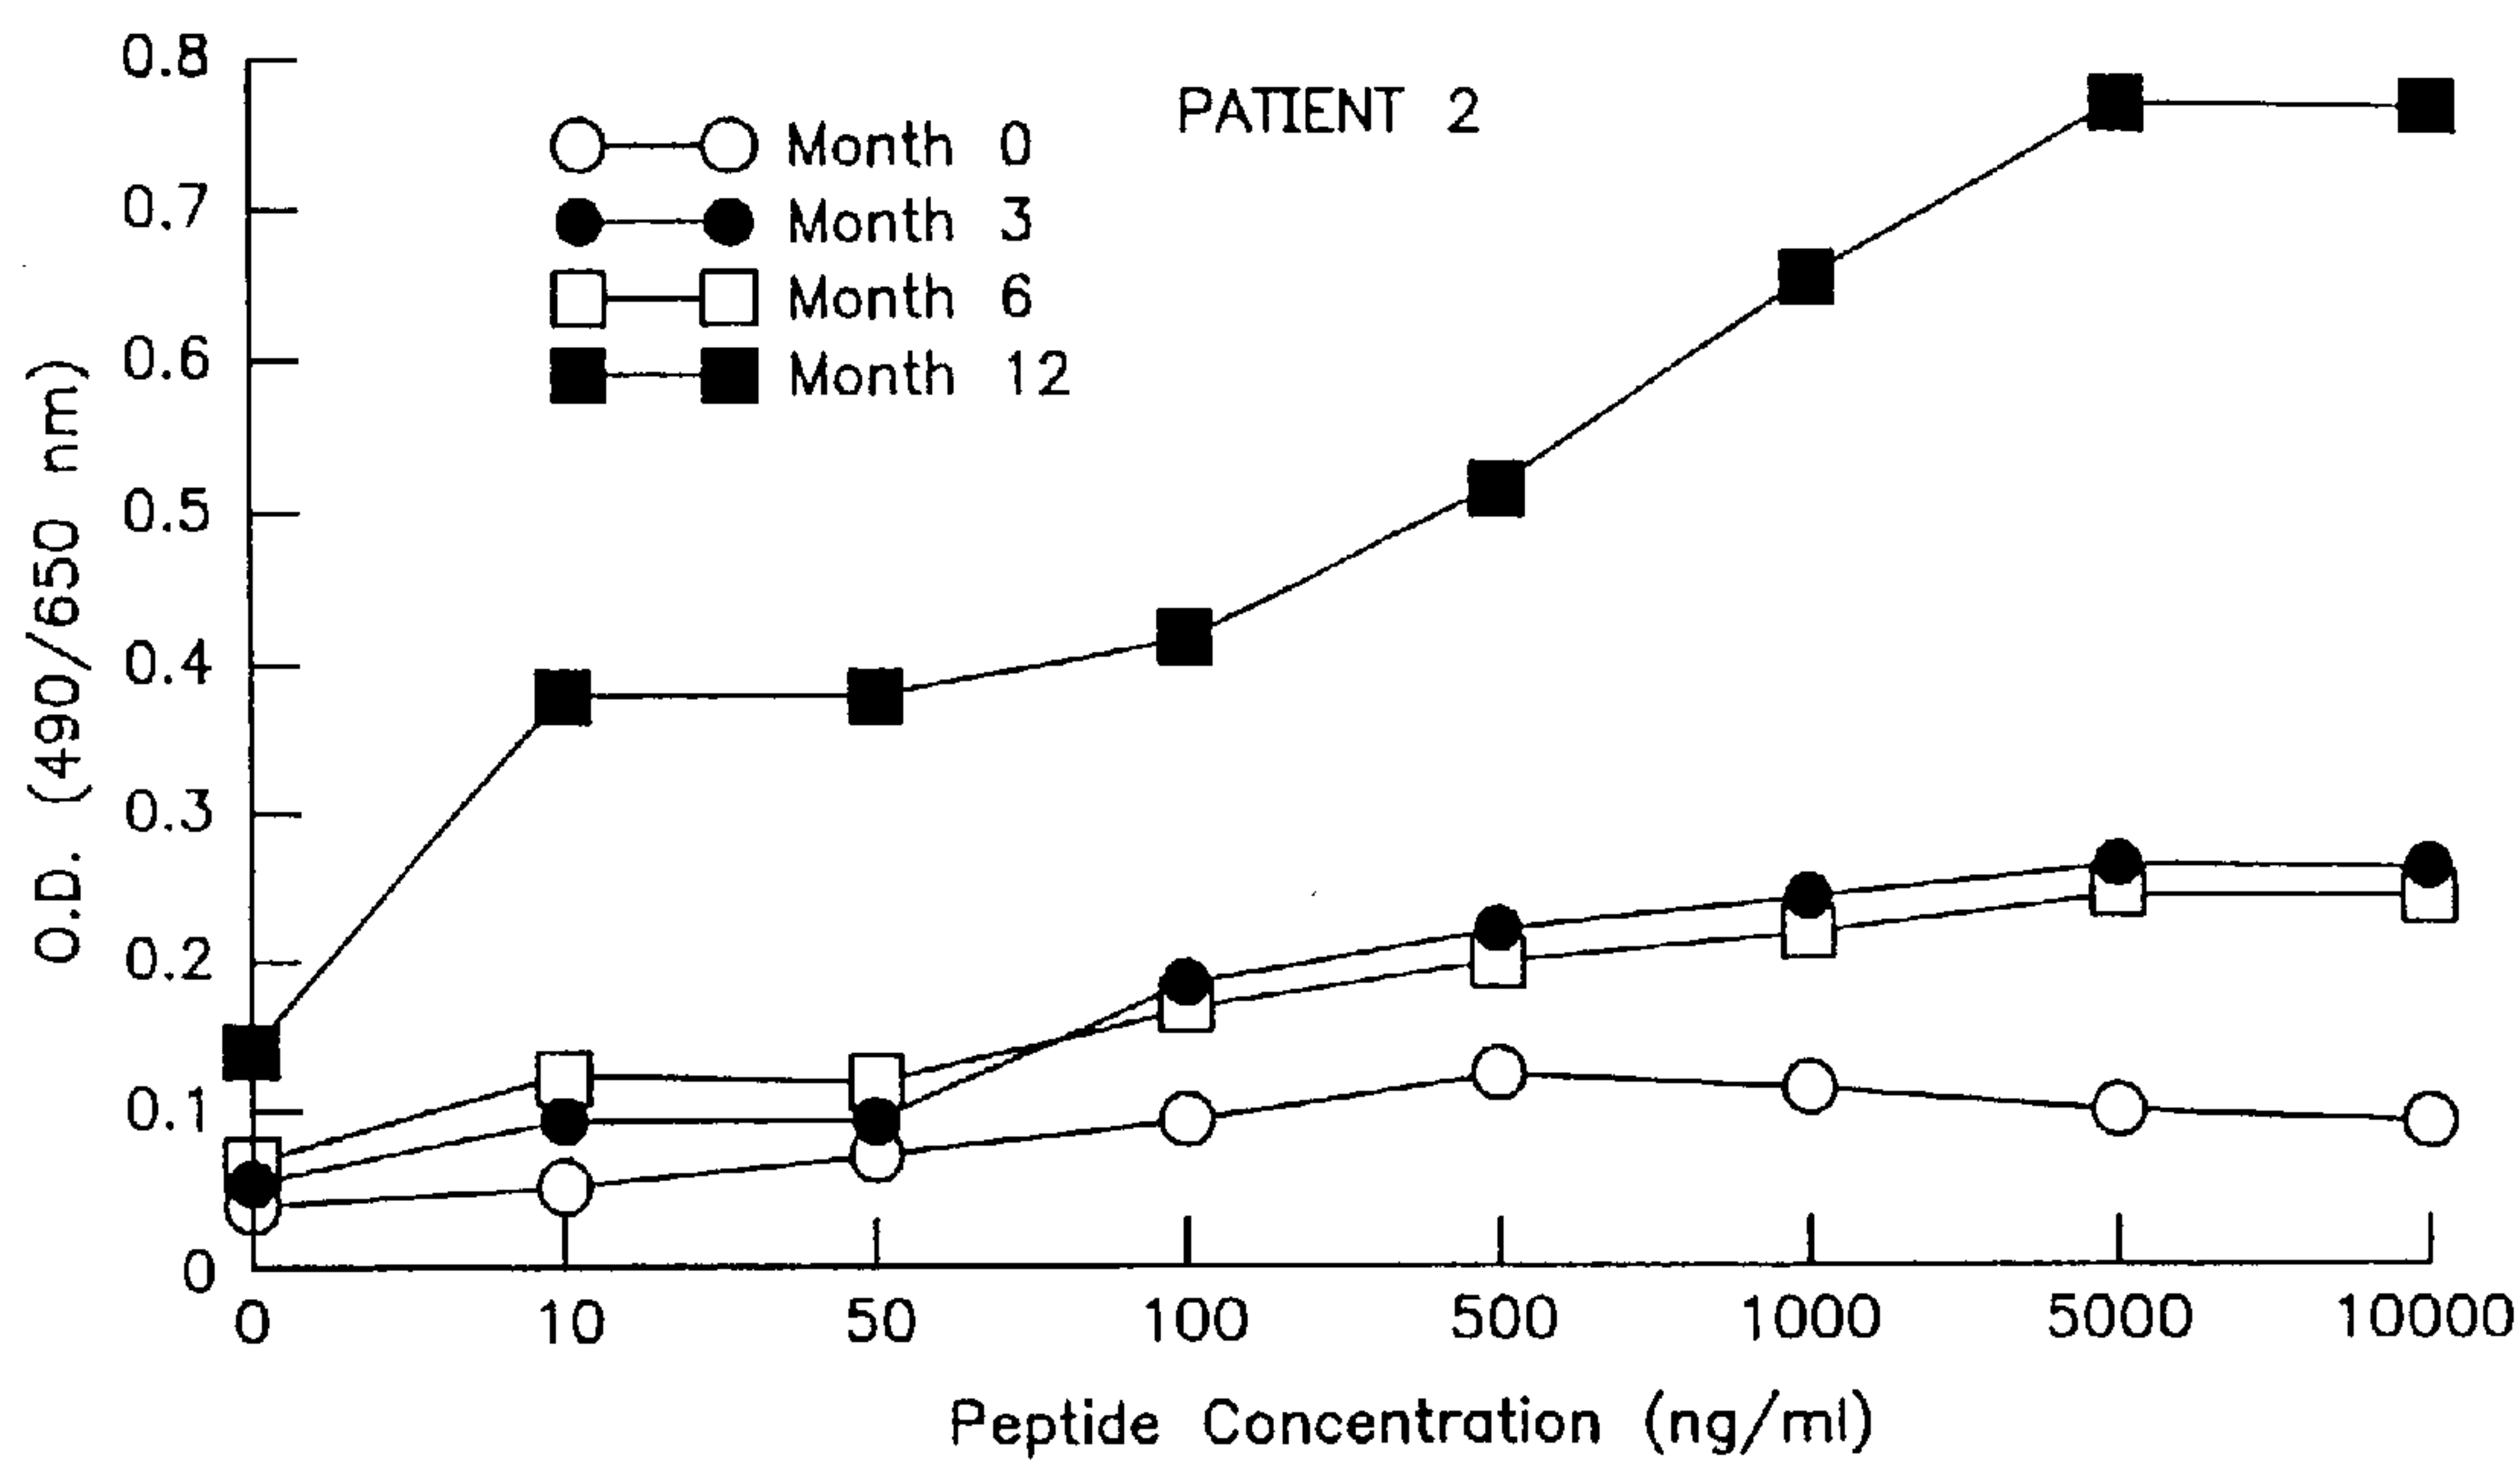 PATIENT 2
Month 0
Month 3
Month 6
Month 12
O.D. (490/650 nm)
0.8
0.7
0.6
0.5
0.4
0.3
0.2
0.1
0
0 10 50 100 500 1000 5000 10000
Peptide Concentration (ng/ml)